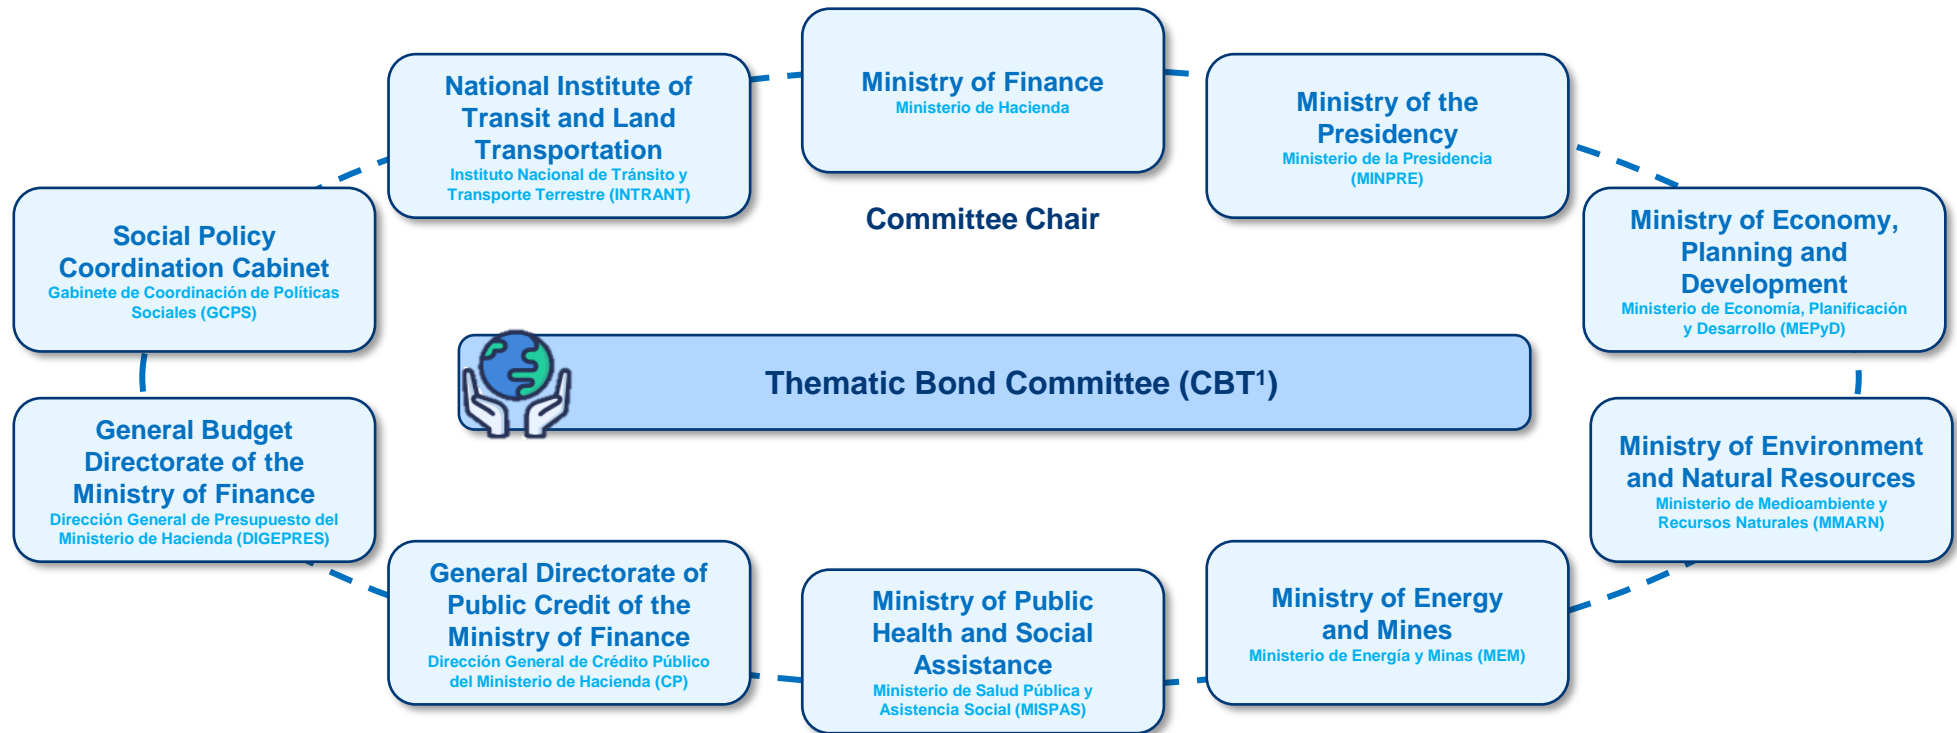 Ministry of Finance
Ministerio de Hacienda
Committee Chair
Ministry of the
Presidency
Ministerio de la Presidencia
(MINPRE)
Ministry of Economy,
Planning and
Development
Ministerio de Economía, Planificación
y Desarrollo (MEPyD)
Ministry of Environment
and Natural Resources
Ministerio de Medioambiente y
Recursos Naturales (MMARN)
Ministry of Energy
and Mines
Ministerio de Energía y Minas (MEM)
Ministry of Public
Health and Social
Assistance
Ministerio de Salud Pública y
Asistencia Social (MISPAS)
General Directorate of
Public Credit of the
Ministry of Finance
Dirección General de Crédito Público
del Ministerio de Hacienda (CP)
General Budget
Directorate of the
Ministry of Finance
Dirección General de Presupuesto del
Ministerio de Hacienda (DIGEPRES)
Social Policy
Coordination Cabinet
Gabinete de Coordinación de Políticas
Sociales (GCPS)
National Institute of
Transit and Land
Transportation
Instituto Nacional de Tránsito y
Transporte Terrestre (INTRANT)
Thematic Bond Committee (CBT¹)